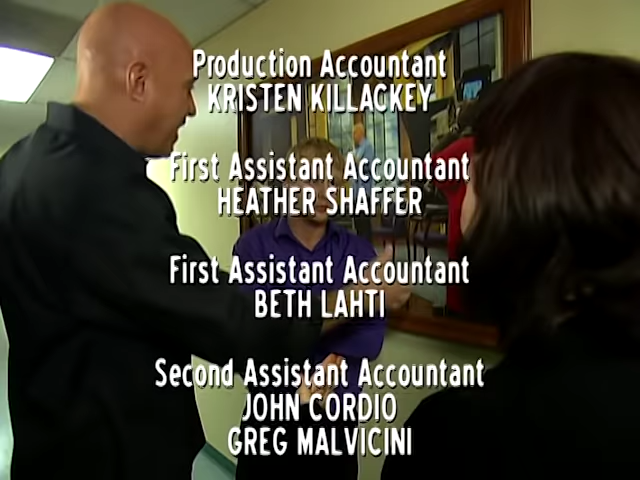 Production Accountant
KRISTEN KILLACKEY
First Assistant Accountant
HEATHER SHAFFER
First Assistant Accountant
BETH LAHTI
Second Assistant Accountant
JOHN CORDIO
GREG MALVICINI